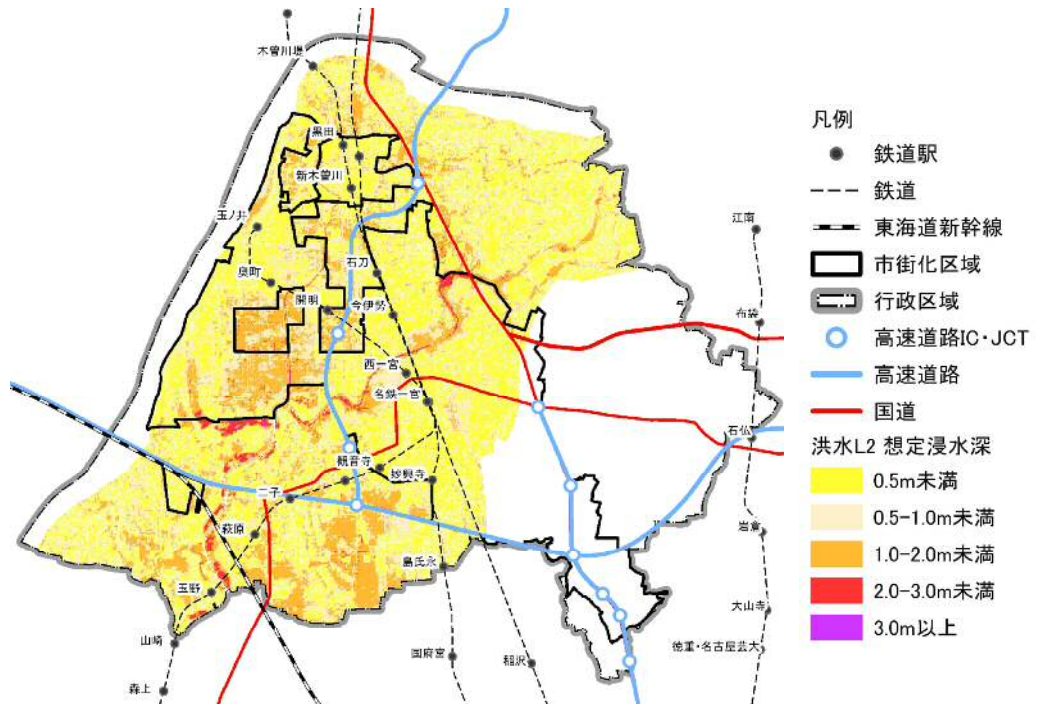 木曽川堤
黒田
新木曽川
玉ノ井
奥町
石刀
開明
今伊勢
西一宮
名鉄一宮
観音寺
妙興寺
二子
萩原
島氏永
玉野
山崎
森上
国府宮
稲沢
江南
布袋
石仏
岩倉
大山寺
徳重・名古屋芸大
凡例
鉄道駅
鉄道
東海道新幹線
市街化区域
行政区域
高速道路IC・JCT
高速道路
国道
洪水L2 想定浸水深
0.5m未満
0.5-1.0m未満
1.0-2.0m未満
2.0-3.0m未満
3.0m以上